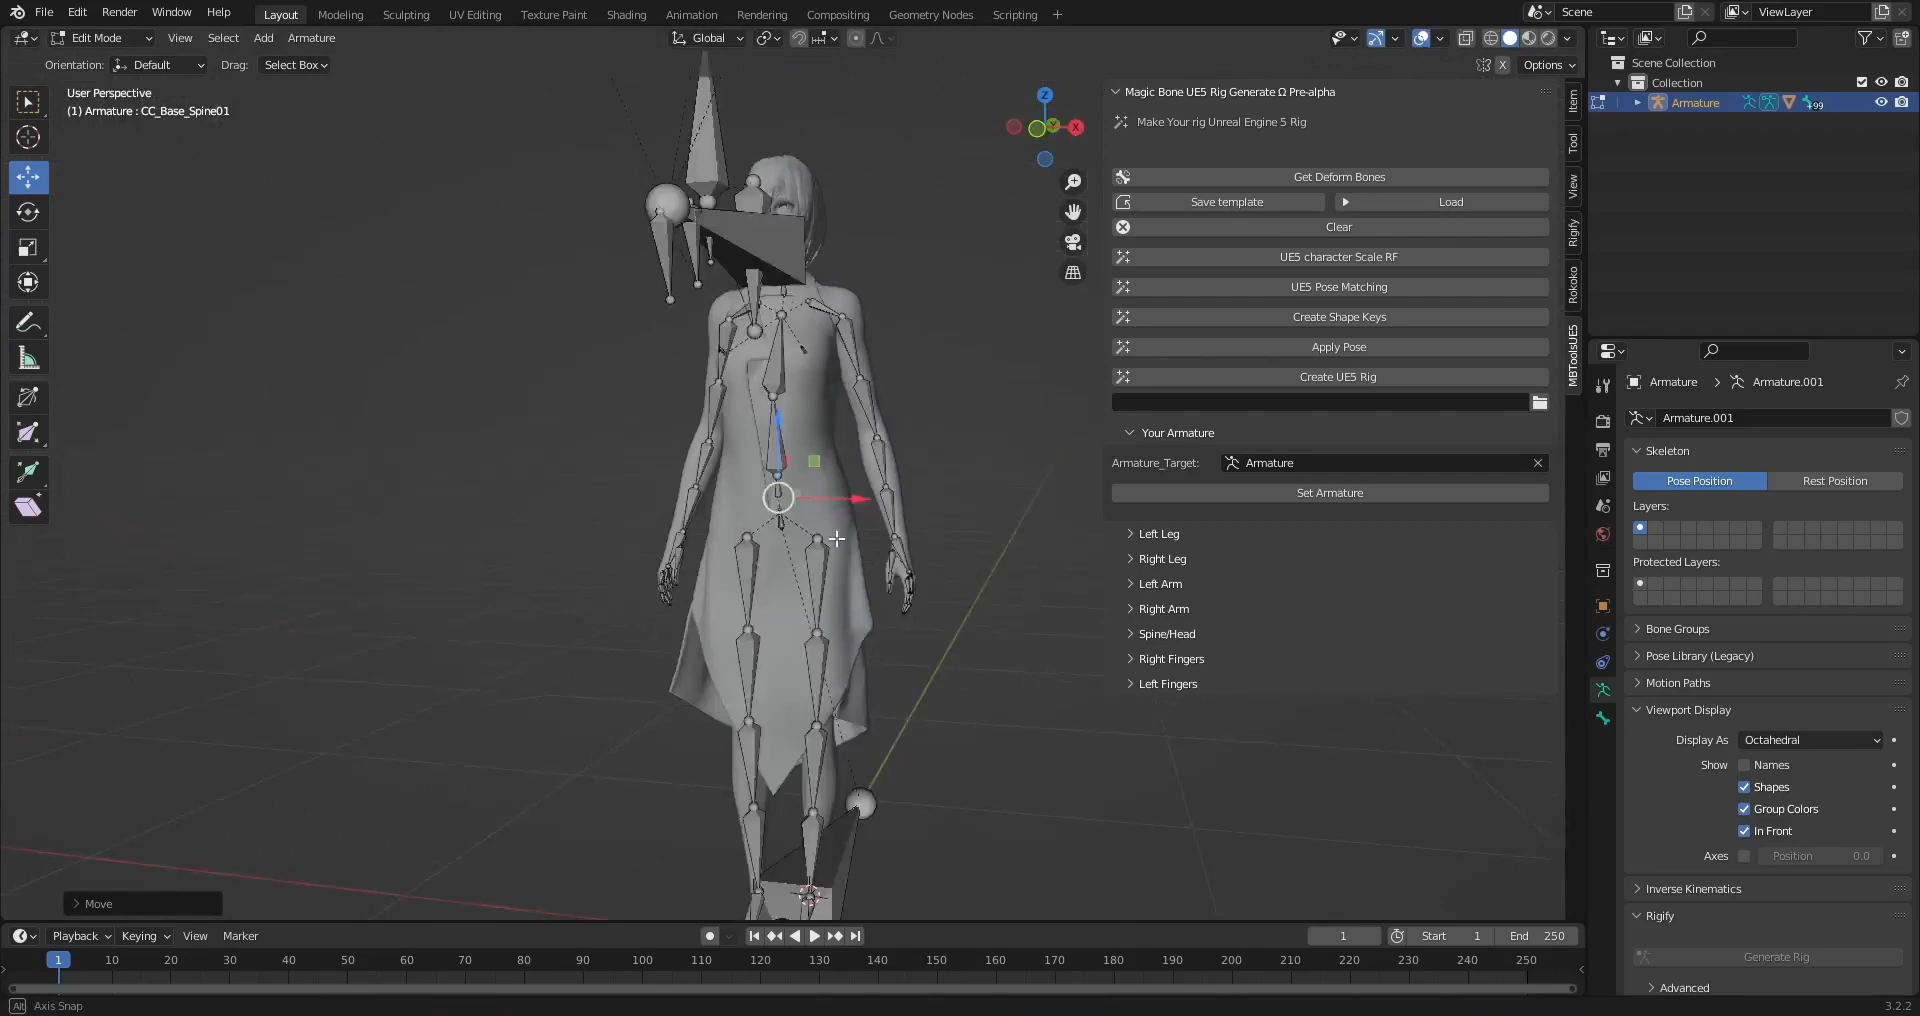 File Edit Render Window Help Layout Modeling Sculpting UV Editing Texture Paint Shading Animation Rendering Compositing Geometry Nodes Scripting + Scene ViewLayer
Edit Mode View Select Add Armature Global
Orientation: Default Drag: Select Box X Options
User Perspective
(1) Armature : CC_Base_Spine01
Z
X
Magic Bone UE5 Rig Generate Ω Pre-alpha
Make Your rig Unreal Engine 5 Rig
Get Deform Bones
Save template Load
Clear
UE5 character Scale RF
UE5 Pose Matching
Create Shape Keys
Apply Pose
Create UE5 Rig
Your Armature
Armature_Target: Armature
Set Armature
Left Leg
Right Leg
Left Arm
Right Arm
Spine/Head
Right Fingers
Left Fingers
Item
Tool
View
Rigify
Rokoko
MBToolsUE5
Scene Collection
Collection
Armature +99
Armature > Armature.001
Armature.001
Skeleton
Pose Position Rest Position
Layers:
Protected Layers:
Bone Groups
Pose Library (Legacy)
Motion Paths
Viewport Display
Display As Octahedral
Show Names
Shapes
Group Colors
In Front
Axes Position 0.0
Inverse Kinematics
Rigify
Generate Rig
Advanced
Move
Playback Keying View Marker 1 Start 1 End 250
1 10 20 30 40 50 60 70 80 90 100 110 120 130 140 150 160 170 180 190 200 210 220 230 240 250
Alt Axis Snap 3.2.2